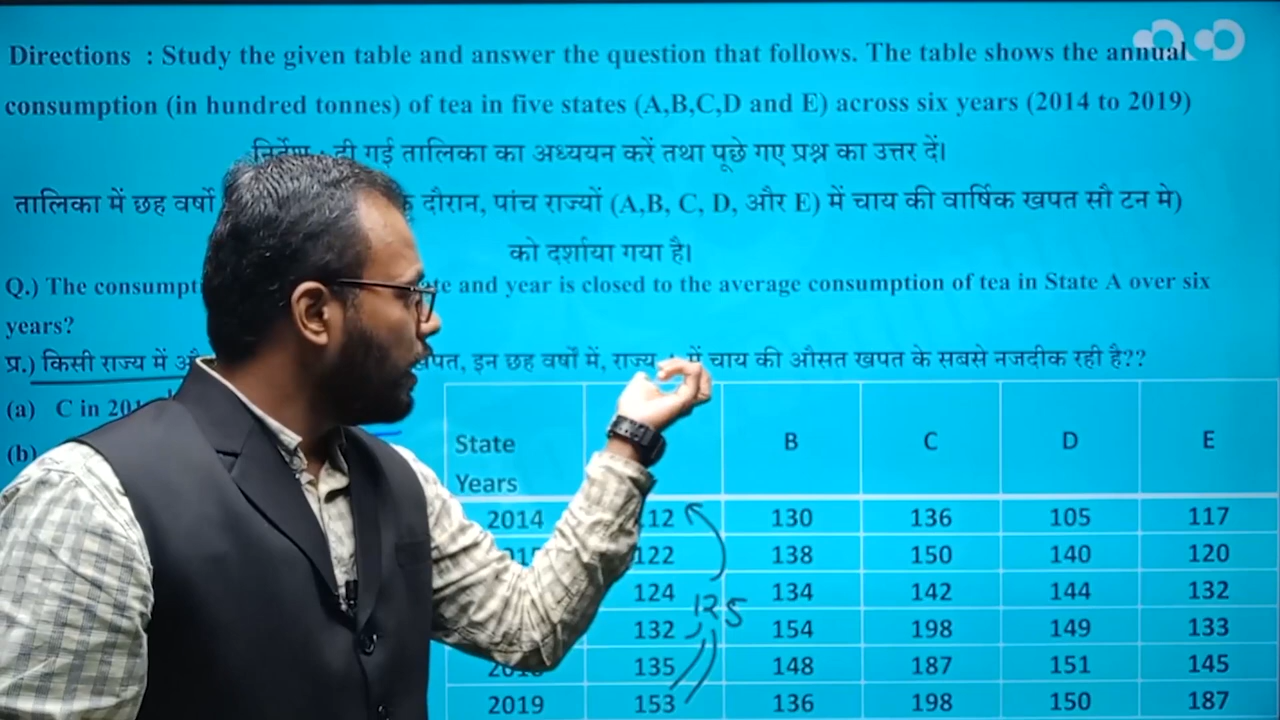 Directions : Study the given table and answer the question that follows. The table shows the annual
consumption (in hundred tonnes) of tea in five states (A,B,C,D and E) across six years (2014 to 2019)
दी गई तालिका का अध्ययन करें तथा पूछे गए प्रश्न का उत्तर दें।
तालिका में छह वर्षों दौरान, पांच राज्यों (A,B, C, D, और E) में चाय की वार्षिक खपत सौ टन मे)
को दर्शाया गया है।
Q.) The and year is closed to the average consumption of tea in State A over six
years?
प्र.) किसी राज्य में इन छह वर्षों में, राज्य में चाय की औसत खपत के सबसे नजदीक रही है??
(a) C in
(b)
State B C D E
Years
2014 130 136 105 117
122 138 150 140 120
124 134 142 144 132
125
132 154 198 149 133
135 148 187 151 145
2019 153 136 198 150 187